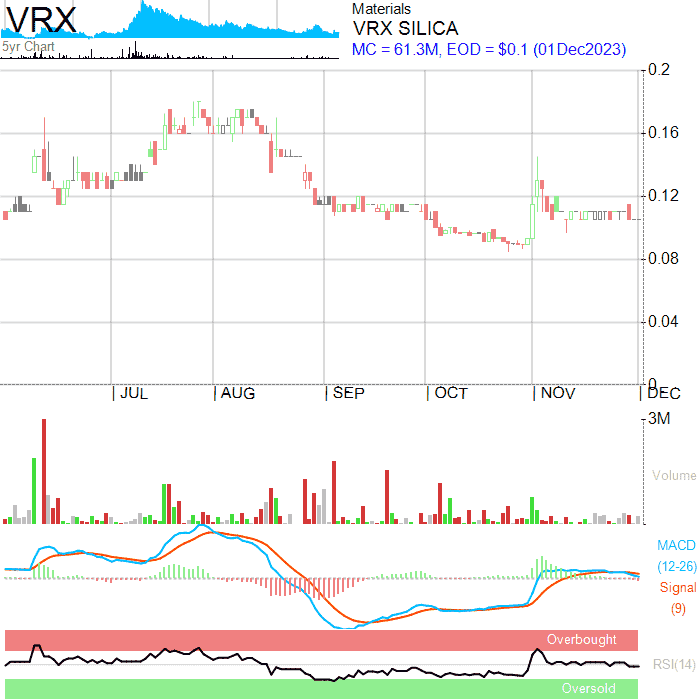 VRX
5yr Chart
Materials
VRX SILICA
MC = 61.3M, EOD = $0.1 (01Dec2023)
0.2
0.16
0.12
0.08
0.04
0
JUL AUG SEP OCT NOV DEC
3M
Volume
MACD
(12-26)
Signal
(9)
Overbought
RSI(14)
Oversold